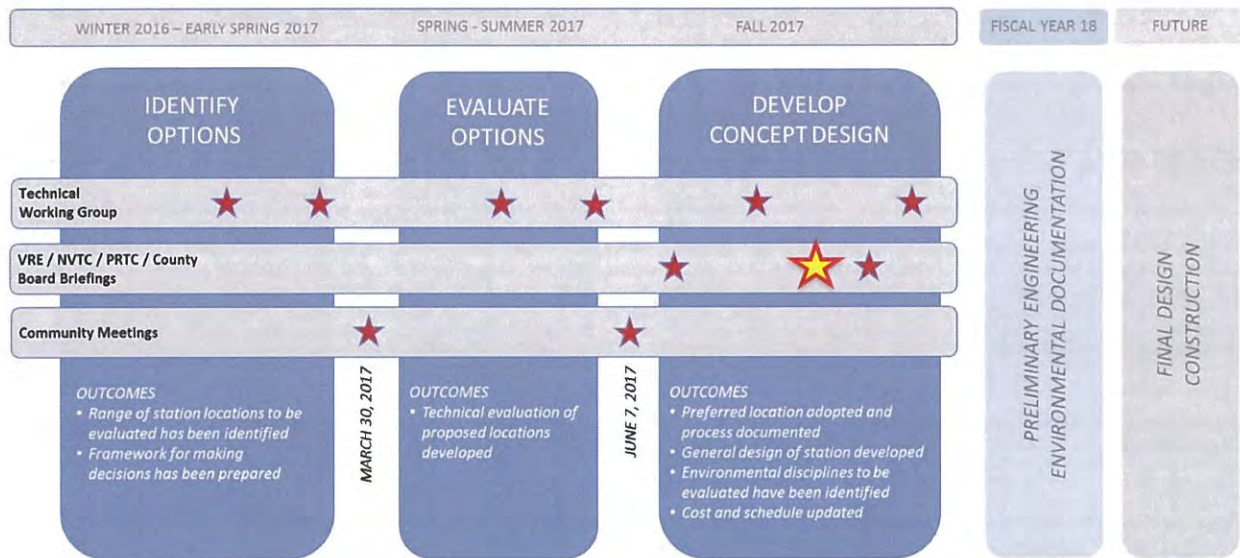 WINTER 2016 – EARLY SPRING 2017
SPRING - SUMMER 2017
FALL 2017
FISCAL YEAR 18
FUTURE
IDENTIFY
OPTIONS
EVALUATE
OPTIONS
DEVELOP
CONCEPT DESIGN
Technical
Working Group
VRE / NVTC / PRTC / County
Board Briefings
Community Meetings
OUTCOMES
• Range of station locations to be
evaluated has been identified
• Framework for making
decisions has been prepared
MARCH 30, 2017
OUTCOMES
• Technical evaluation of
proposed locations
developed
JUNE 7, 2017
OUTCOMES
• Preferred location adopted and
process documented
• General design of station developed
• Environmental disciplines to be
evaluated have been identified
• Cost and schedule updated
PRELIMINARY ENGINEERING
ENVIRONMENTAL DOCUMENTATION
FINAL DESIGN
CONSTRUCTION